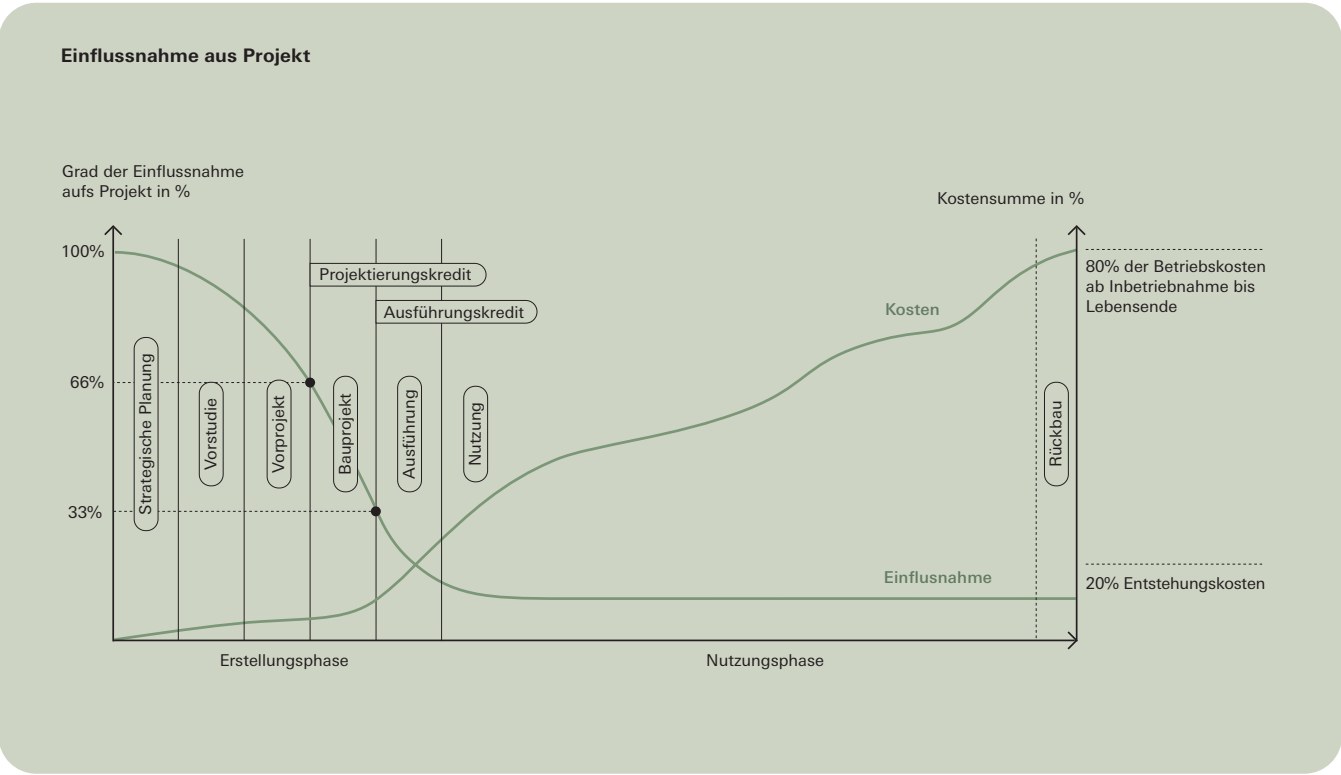 Einflussnahme aus Projekt
Grad der Einflussnahme
aufs Projekt in %
Kostensumme in %
100%
66%
33%
Projektierungskredit
Ausführungskredit
Strategische Planung
Vorstudie
Vorprojekt
Bauprojekt
Ausführung
Nutzung
Kosten
Einflusnahme
Rückbau
80% der Betriebskosten
ab Inbetriebnahme bis
Lebensende
20% Entstehungskosten
Erstellungsphase
Nutzungsphase